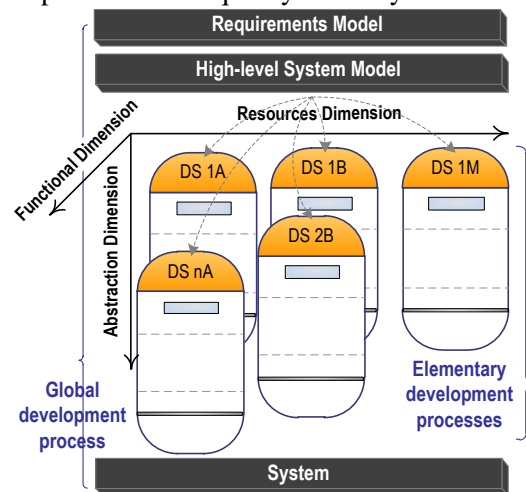 Requirements Model
High-level System Model
Resources Dimension
Functional Dimension
Abstraction Dimension
DS 1A
DS 1B
DS 1M
DS 2B
DS nA
Global
development
process
Elementary
development
processes
System